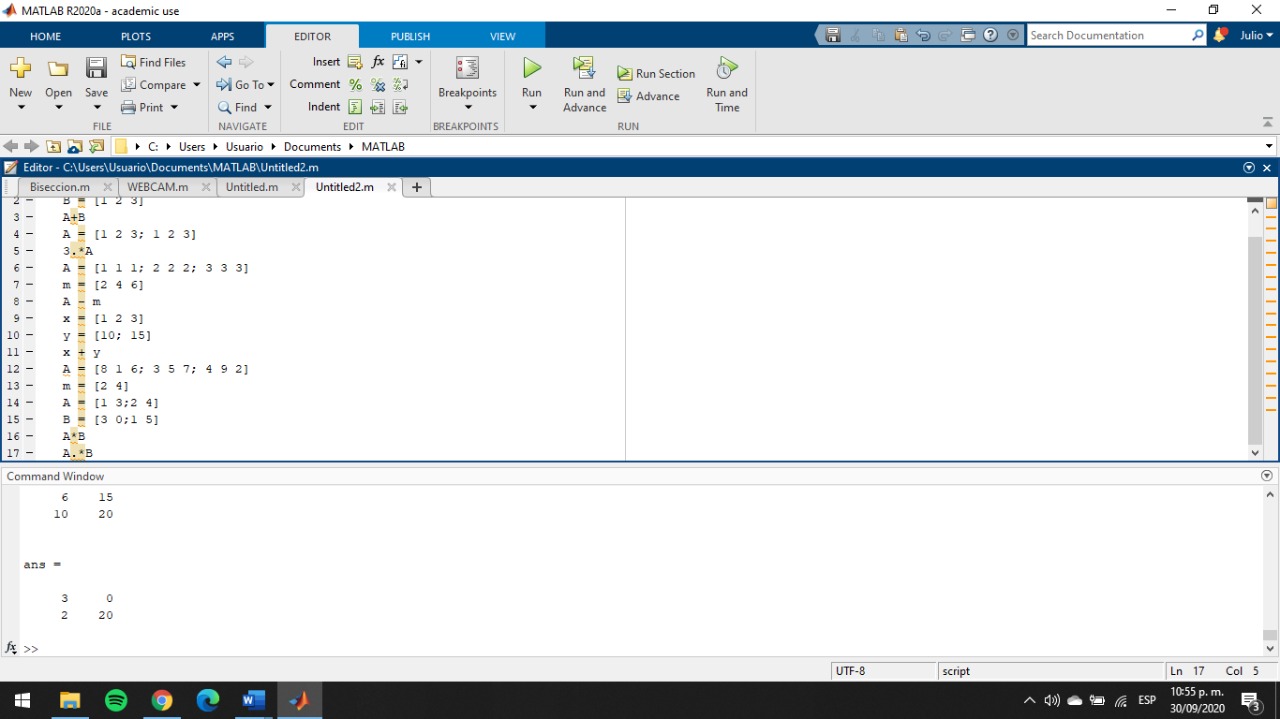 MATLAB R2020a - academic use
HOME PLOTS APPS EDITOR PUBLISH VIEW
Search Documentation
Julio
New
Open
Save
Find Files
Compare
Print
FILE
Go To
Find
NAVIGATE
Insert fx
Comment %
Indent
EDIT
Breakpoints
BREAKPOINTS
Run
Run and Advance
Run Section
Advance
Run and Time
RUN
C: Users Usuario Documents MATLAB
Editor - C:\Users\Usuario\Documents\MATLAB\Untitled2.m
Biseccion.m WEBCAM.m Untitled.m Untitled2.m
2 - B = [1 2 3]
3 - A+B
4 - A = [1 2 3; 1 2 3]
5 - 3.*A
6 - A = [1 1 1; 2 2 2; 3 3 3]
7 - m = [2 4 6]
8 - A - m
9 - x = [1 2 3]
10 - y = [10; 15]
11 - x + y
12 - A = [8 1 6; 3 5 7; 4 9 2]
13 - m = [2 4]
14 - A = [1 3;2 4]
15 - B = [3 0;1 5]
16 - A*B
17 - A.*B
Command Window
6 15
10 20
ans =
3 0
2 20
fx >>
UTF-8 script Ln 17 Col 5
ESP
10:55 p. m.
30/09/2020
3